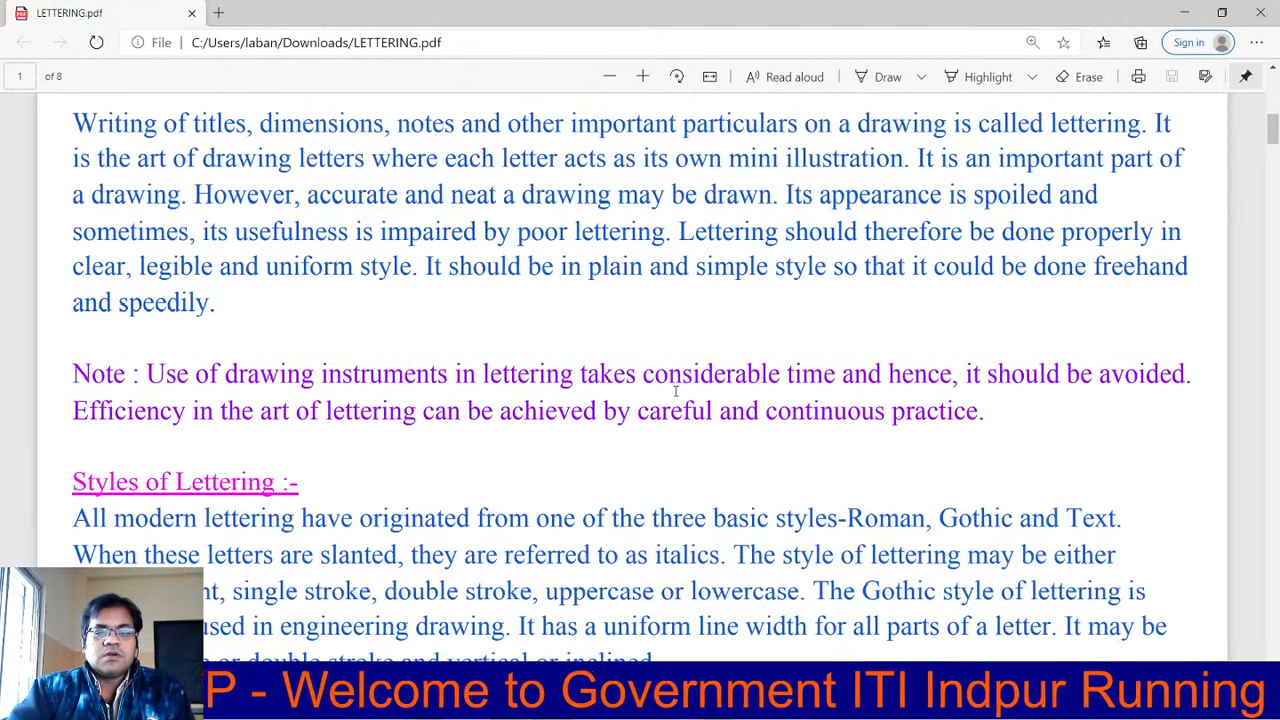 LETTERING.pdf
File C:/Users/laban/Downloads/LETTERING.pdf
Sign in
1 of 8
Read aloud
Draw
Highlight
Erase
Writing of titles, dimensions, notes and other important particulars on a drawing is called lettering. It
is the art of drawing letters where each letter acts as its own mini illustration. It is an important part of
a drawing. However, accurate and neat a drawing may be drawn. Its appearance is spoiled and
sometimes, its usefulness is impaired by poor lettering. Lettering should therefore be done properly in
clear, legible and uniform style. It should be in plain and simple style so that it could be done freehand
and speedily.
Note : Use of drawing instruments in lettering takes considerable time and hence, it should be avoided.
Efficiency in the art of lettering can be achieved by careful and continuous practice.
Styles of Lettering :-
All modern lettering have originated from one of the three basic styles-Roman, Gothic and Text.
When these letters are slanted, they are referred to as italics. The style of lettering may be either
single stroke, double stroke, uppercase or lowercase. The Gothic style of lettering is
used in engineering drawing. It has a uniform line width for all parts of a letter. It may be
or double stroke and vertical or inclined.
P - Welcome to Government ITI Indpur Running